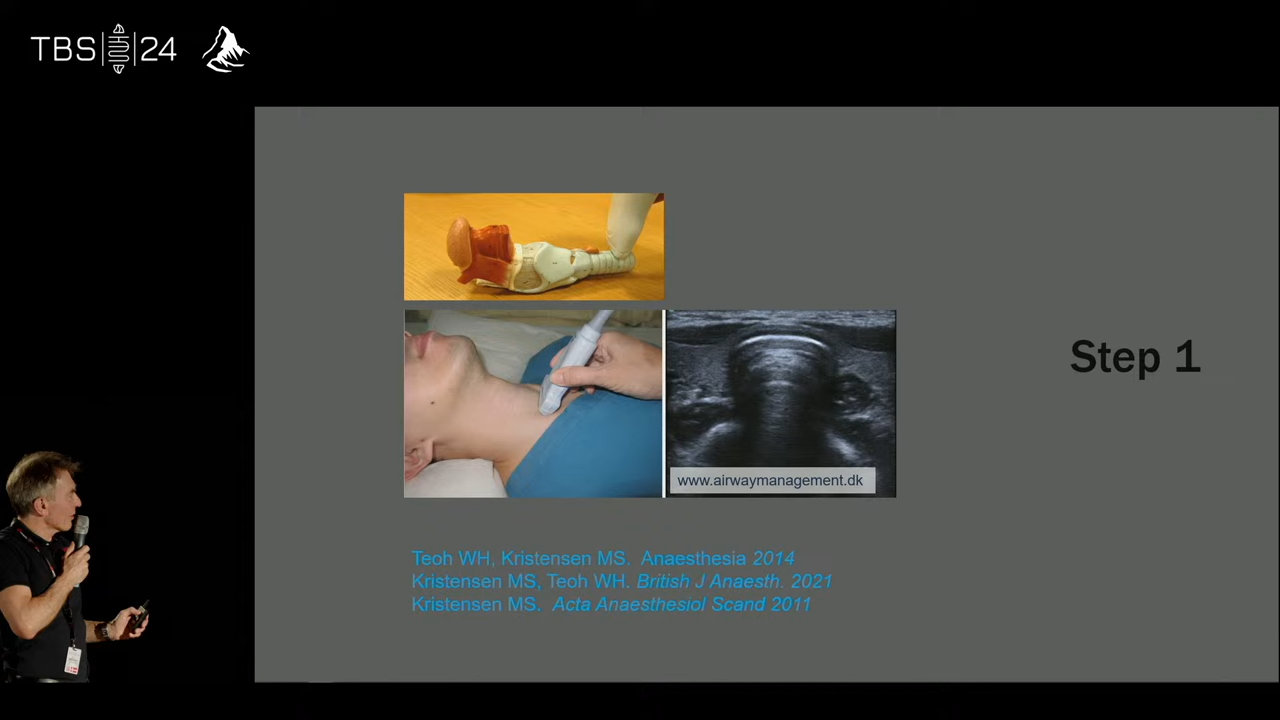 TBS 24
Step 1
www.airwaymanagement.dk
Teoh WH, Kristensen MS. Anaesthesia 2014
Kristensen MS, Teoh WH. British J Anaesth. 2021
Kristensen MS. Acta Anaesthesiol Scand 2011